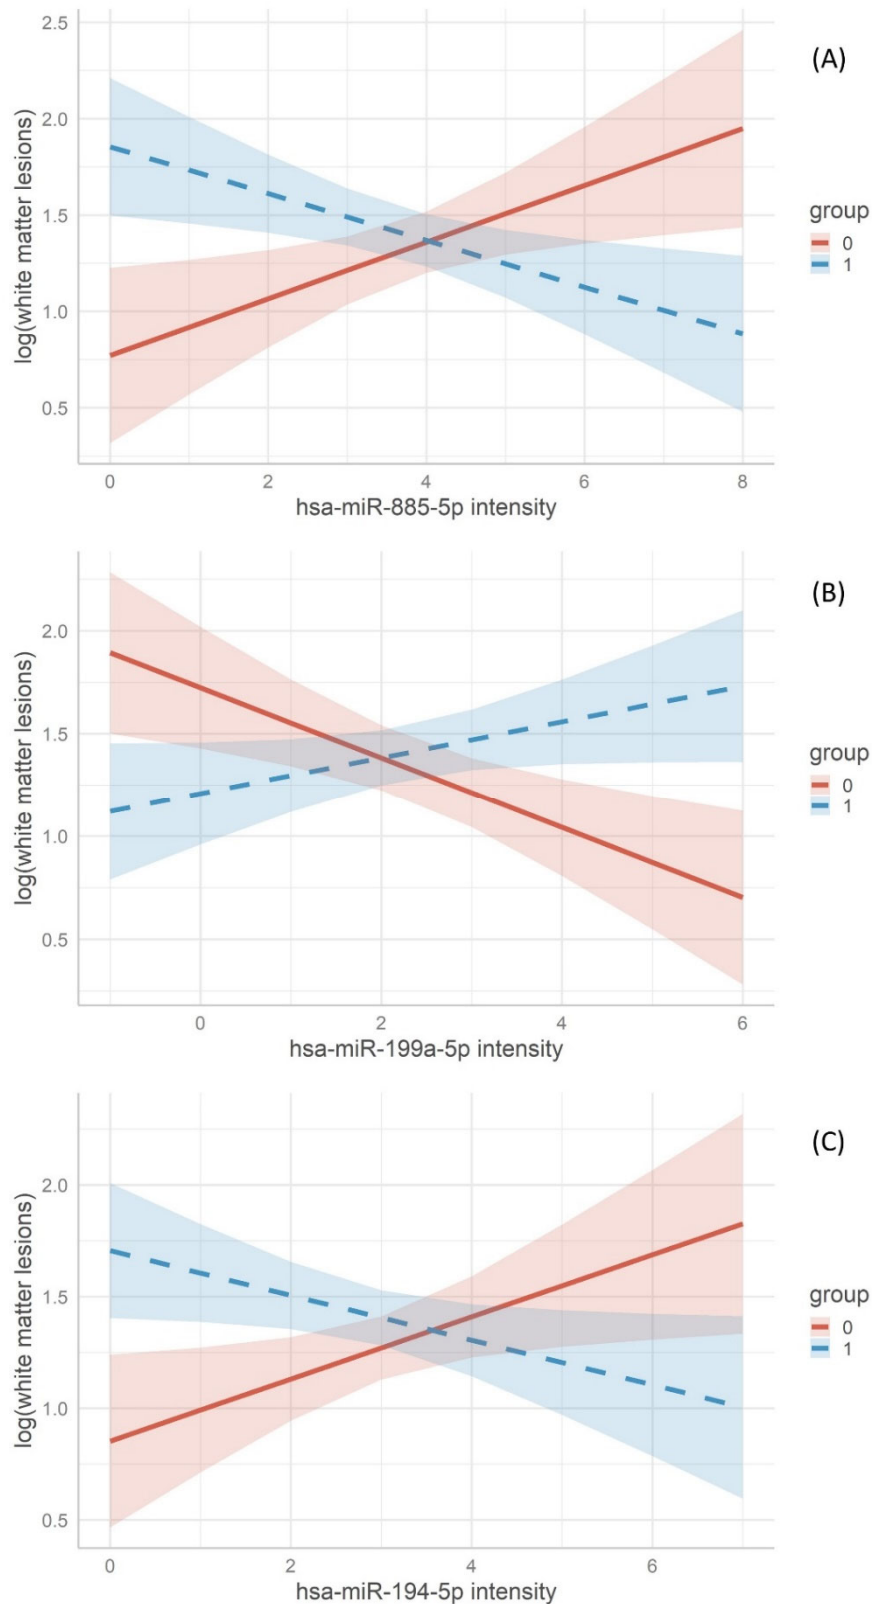 (A)
log(white matter lesions)
2.5
2.0
1.5
1.0
0.5
0 2 4 6 8
hsa-miR-885-5p intensity
group
0
1
(B)
log(white matter lesions)
2.0
1.5
1.0
0.5
0 2 4 6
hsa-miR-199a-5p intensity
group
0
1
(C)
log(white matter lesions)
2.0
1.5
1.0
0.5
0 2 4 6
hsa-miR-194-5p intensity
group
0
1